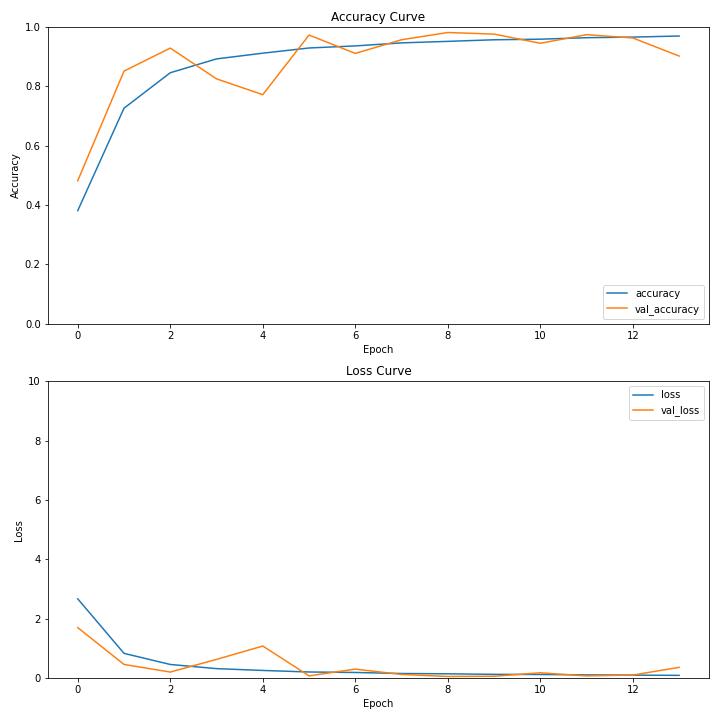 Accuracy Curve
1.0
0.8
0.6
0.4
0.2
0.0
Accuracy
0 2 4 6 8 10 12
Epoch
accuracy
val_accuracy
Loss Curve
10
8
6
4
2
0
Loss
0 2 4 6 8 10 12
Epoch
loss
val_loss